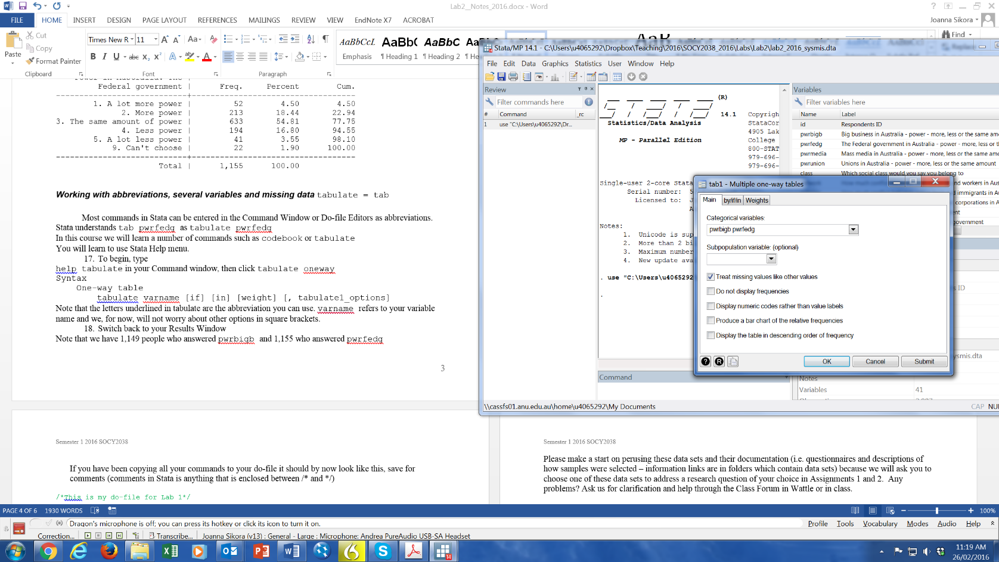 Lab2__Notes_2016.docx - Word
FILE HOME INSERT DESIGN PAGE LAYOUT REFERENCES MAILINGS REVIEW VIEW EndNote X7 ACROBAT
Joanna Sikora
Paste
Cut
Copy
Format Painter
Clipboard
Times New R 11
Font
Paragraph
AaBbCcL AaBbC AaBbC
Emphasis ¶ Heading 1 ¶ Heading 2
Find
Federal government | Freq. Percent Cum.
1. A lot more power | 52 4.50 4.50
2. More power | 213 18.44 22.94
3. The same amount of power | 633 54.81 77.75
4. Less power | 194 16.80 94.55
5. A lot less power | 41 3.55 98.10
9. Can't choose | 22 1.90 100.00
Total | 1,155 100.00
Working with abbreviations, several variables and missing data tabulate = tab
Most commands in Stata can be entered in the Command Window or Do-file Editors as abbreviations.
Stata understands tab pwrfedg as tabulate pwrfedg
In this course we will learn a number of commands such as codebook or tabulate
You will learn to use Stata Help menu.
17. To begin, type
help tabulate in your Command window, then click tabulate oneway
Syntax
One-way table
tabulate varname [if] [in] [weight] [, tabulate1_options]
Note that the letters underlined in tabulate are the abbreviation you can use. varname refers to your variable
name and we, for now, will not worry about other options in square brackets.
18. Switch back to your Results Window
Note that we have 1,149 people who answered pwrbigb and 1,155 who answered pwrfedg
3
Semester 1 2016 SOCY2038
If you have been copying all your commands to your do-file it should by now look like this, save for
comments (comments in Stata is anything that is enclosed between /* and */)
/*This is my do-file for Lab 1*/
Semester 1 2016 SOCY2038
Please make a start on perusing these data sets and their documentation (i.e. questionnaires and descriptions of
how samples were selected – information links are in folders which contain data sets) because we will ask you to
choose one of these data sets to address a research question of your choice in Assignments 1 and 2. Any
problems? Ask us for clarification and help through the Class Forum in Wattle or in class.
Stata/MP 14.1 - C:\Users\u4065292\Dropbox\Teaching\2016\SOCY2038_2016\Labs\Lab2\lab2_2016_sysmis.dta
File Edit Data Graphics Statistics User Window Help
Review
Filter commands here
# Command _rc
1 use "C:\Users\u4065292\Dr...
(R)
14.1 Copyrigh
Statistics/Data Analysis StataCor
4905 Lak
MP - Parallel Edition College
800-STAT
979-696-
979-696-
Single-user 2-core Stata
Serial number: 5
Licensed to: J
Notes:
1. Unicode is sup
2. More than 2 bi
3. Maximum number
4. New update ava
. use "C:\Users\u4065292
.
Command
\\cassfs01.anu.edu.au\home\u4065292\My Documents
CAP NU
Variables
Filter variables here
Name Label
id Respondents ID
pwrbigb Big business in Australia - power - more, less or the same am
pwrfedg The Federal government in Australia - power - more, less or
pwrmedia Mass media in Australia - power - more, less or the same am
pwrunion Unions in Australia - power - more, less or the same amount
class Which social class would you say you belong to
nd workers in Aus
d immigrants in Aus
corporations in A
nt
overnment
s ID
sysmis.dta
Notes
Variables 41
tab1 - Multiple one-way tables
Main by/if/in Weights
Categorical variables:
pwrbigb pwrfedg
Subpopulation variable: (optional)
Treat missing values like other values
Do not display frequencies
Display numeric codes rather than value labels
Produce a bar chart of the relative frequencies
Display the table in descending order of frequency
OK Cancel Submit
PAGE 4 OF 6 1930 WORDS 100%
Dragon's microphone is off; you can press its hotkey or click its icon to turn it on.
Profile Tools Vocabulary Modes Audio Help
Correction... Transcribe... Joanna Sikora (v13) : General - Large : Microphone: Andrea PureAudio USB-SA Headset
11:19 AM
26/02/2016